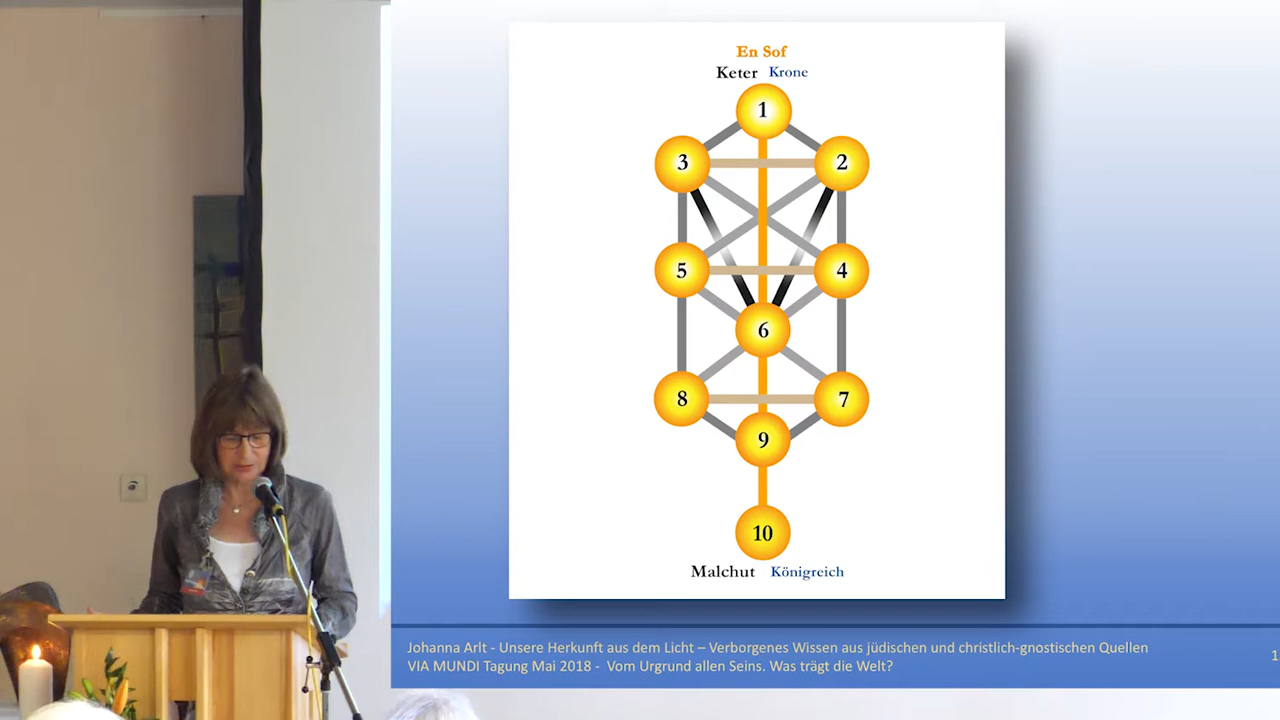 En Sof
Keter Krone
1
3 2
5 4
6
8 7
9
10
Malchut Königreich
Johanna Arlt - Unsere Herkunft aus dem Licht – Verborgenes Wissen aus jüdischen und christlich-gnostischen Quellen
VIA MUNDI Tagung Mai 2018 - Vom Urgrund allen Seins. Was trägt die Welt?